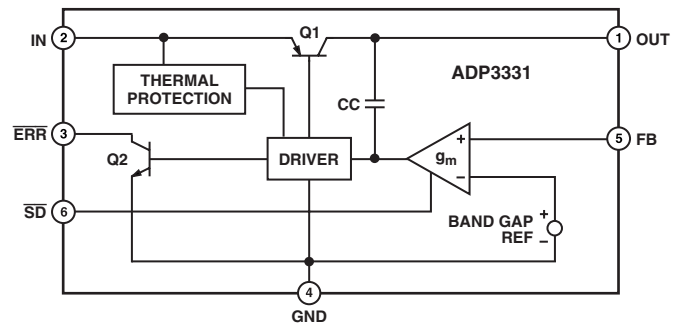 Q1
IN 2
1 OUT
THERMAL
PROTECTION
ADP3331
CC
ERR 3
5 FB
Q2
DRIVER
+
gm
−
SD 6
BAND GAP
REF
+
−
4
GND